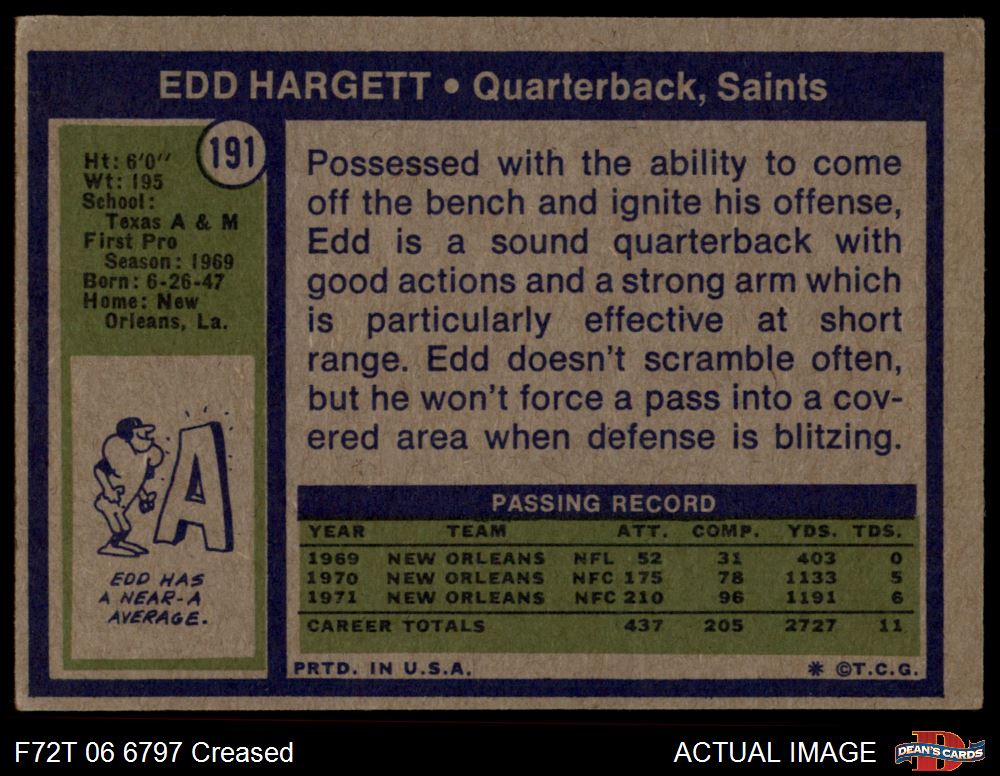 EDD HARGETT • Quarterback, Saints
191
Ht: 6'0''
Wt: 195
School:
Texas A & M
First Pro
Season: 1969
Born: 6-26-47
Home: New
Orleans, La.
A
EDD HAS
A NEAR-A
AVERAGE.
Possessed with the ability to come
off the bench and ignite his offense,
Edd is a sound quarterback with
good actions and a strong arm which
is particularly effective at short
range. Edd doesn't scramble often,
but he won't force a pass into a cov-
ered area when defense is blitzing.
PASSING RECORD
YEAR TEAM ATT. COMP. YDS. TDS.
1969 NEW ORLEANS NFL 52 31 403 0
1970 NEW ORLEANS NFC 175 78 1133 5
1971 NEW ORLEANS NFC 210 96 1191 6
CAREER TOTALS 437 205 2727 11
PRTD. IN U.S.A. * ©T.C.G.
F72T 06 6797 Creased ACTUAL IMAGE
D
DEAN'S CARDS